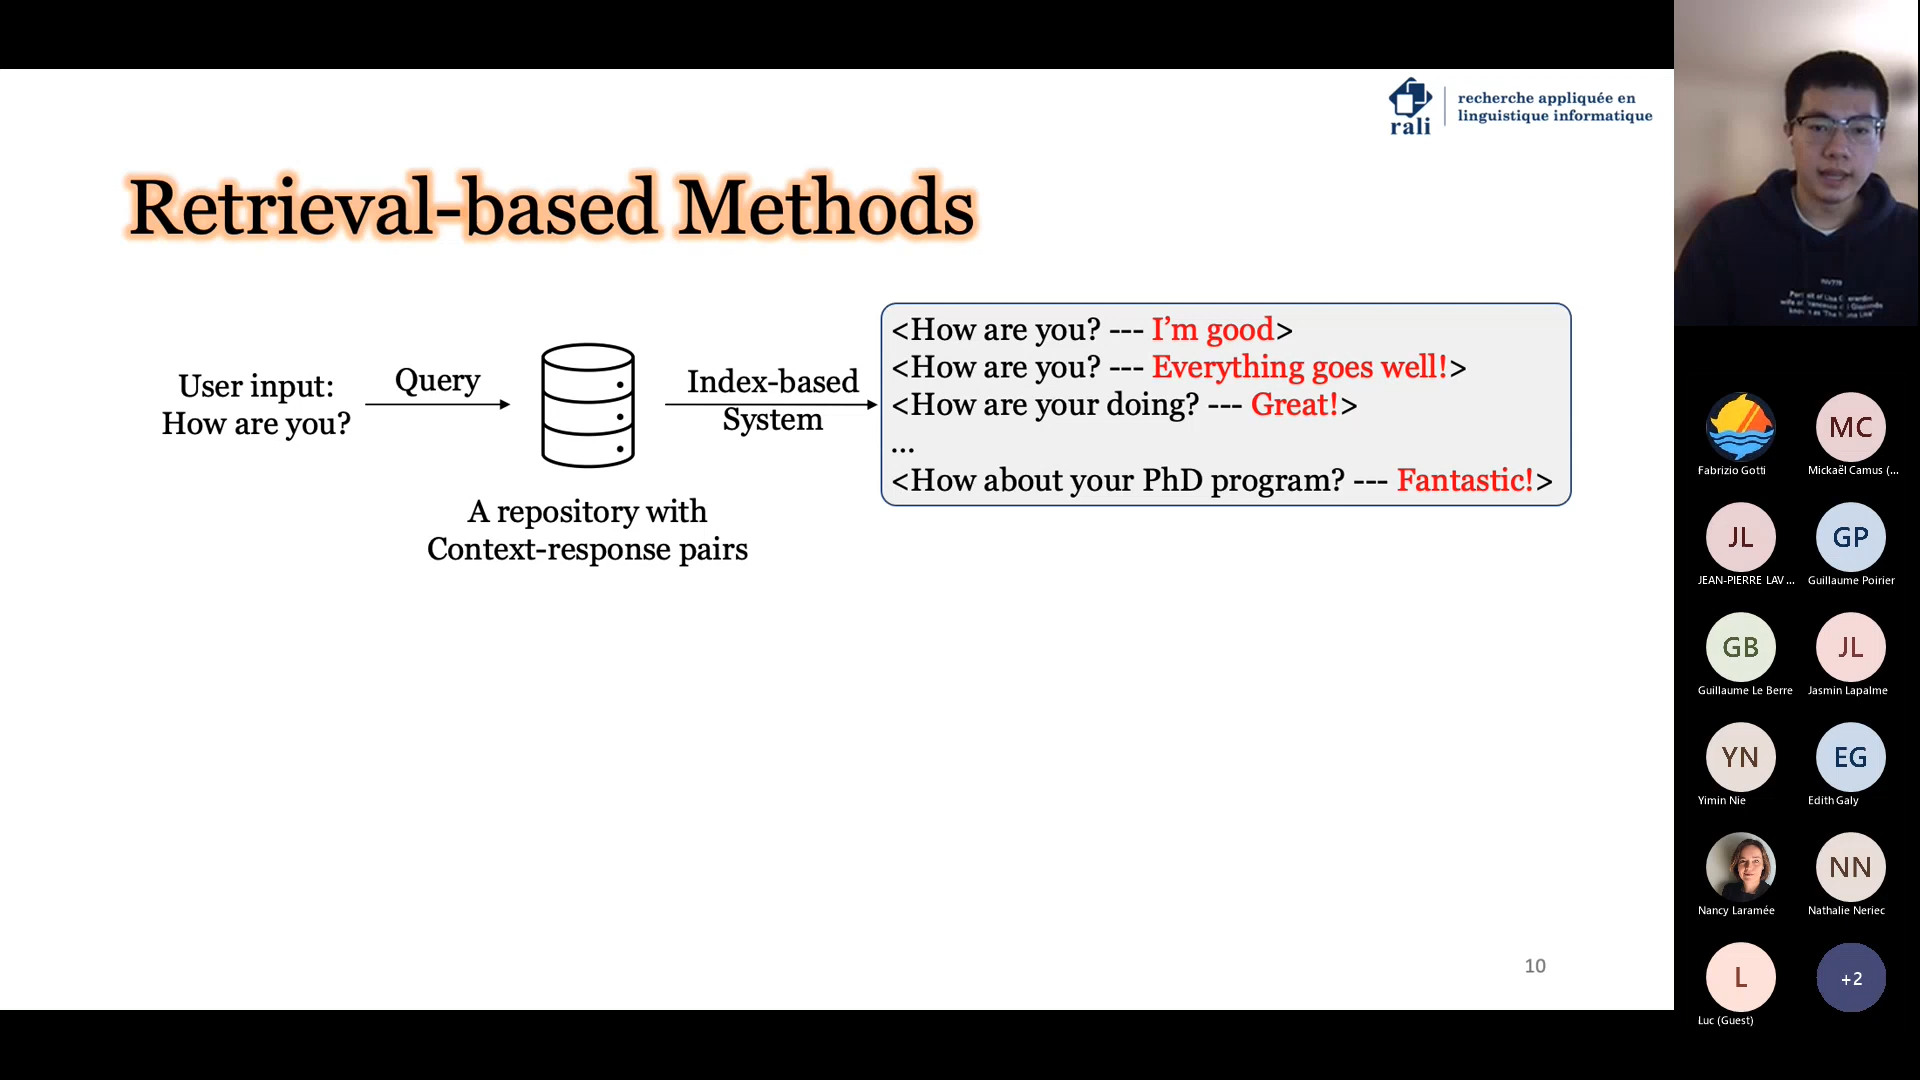 rali
recherche appliquée en
linguistique informatique
Retrieval-based Methods
User input:
How are you?
Query
A repository with
Context-response pairs
Index-based
System
<How are you? --- I’m good>
<How are you? --- Everything goes well!>
<How are your doing? --- Great!>
...
<How about your PhD program? --- Fantastic!>
10
Fabrizio Gotti
MC
Mickaël Camus (...
JL
JEAN-PIERRE LAV ...
GP
Guillaume Poirier
GB
Guillaume Le Berre
JL
Jasmin Lapalme
YN
Yimin Nie
EG
Edith Galy
Nancy Laramée
NN
Nathalie Neriec
L
Luc (Guest)
+2